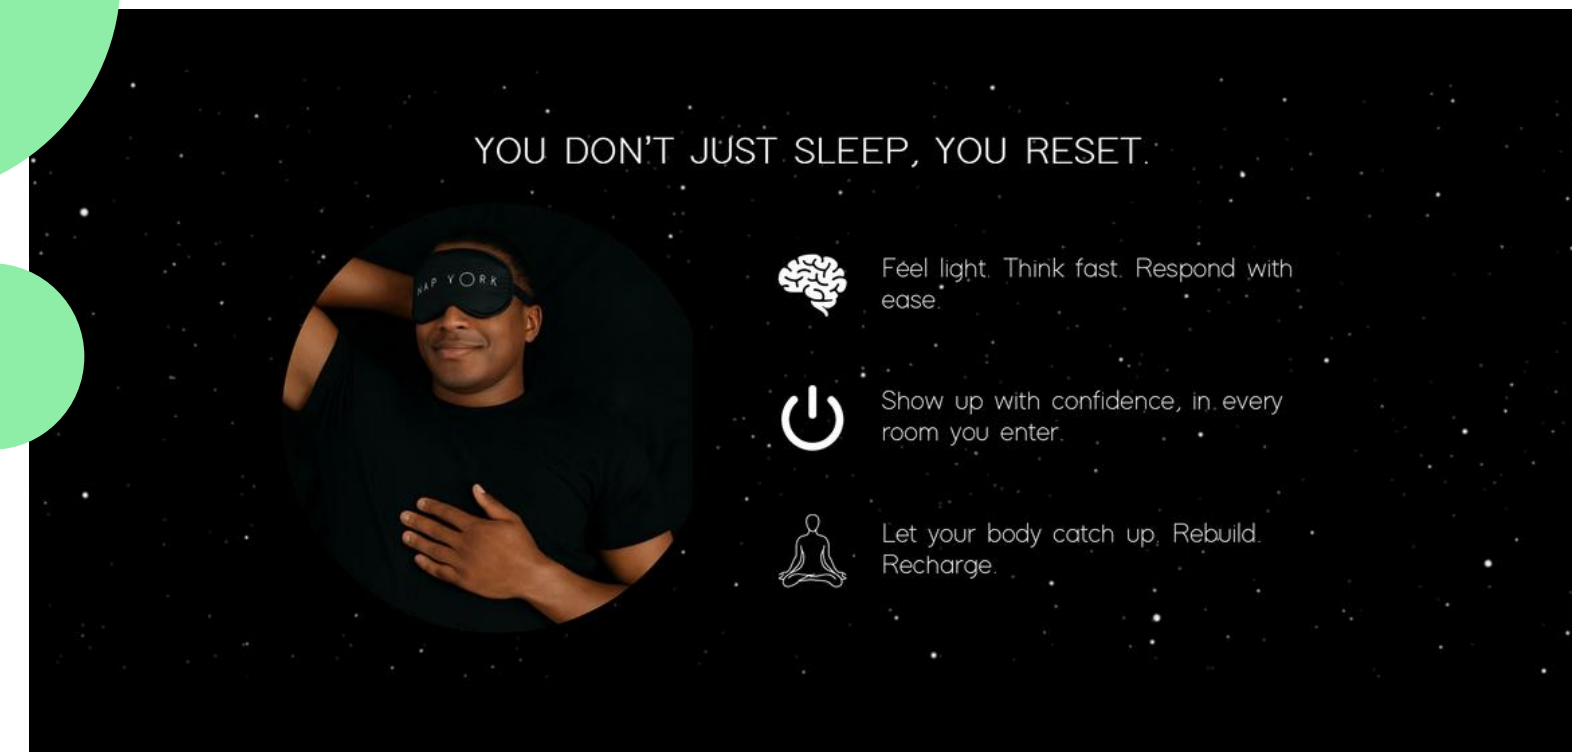 YOU DON'T JUST SLEEP, YOU RESET.
NAP YORK
Feel light. Think fast. Respond with
ease.
Show up with confidence, in every
room you enter.
Let your body catch up. Rebuild.
Recharge.